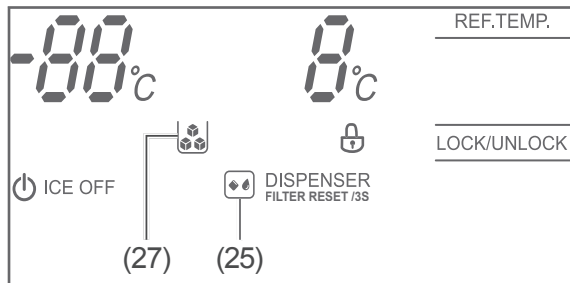 -88°C 8°C REF.TEMP.
LOCK/UNLOCK
ICE OFF DISPENSER
FILTER RESET /3S
(27) (25)